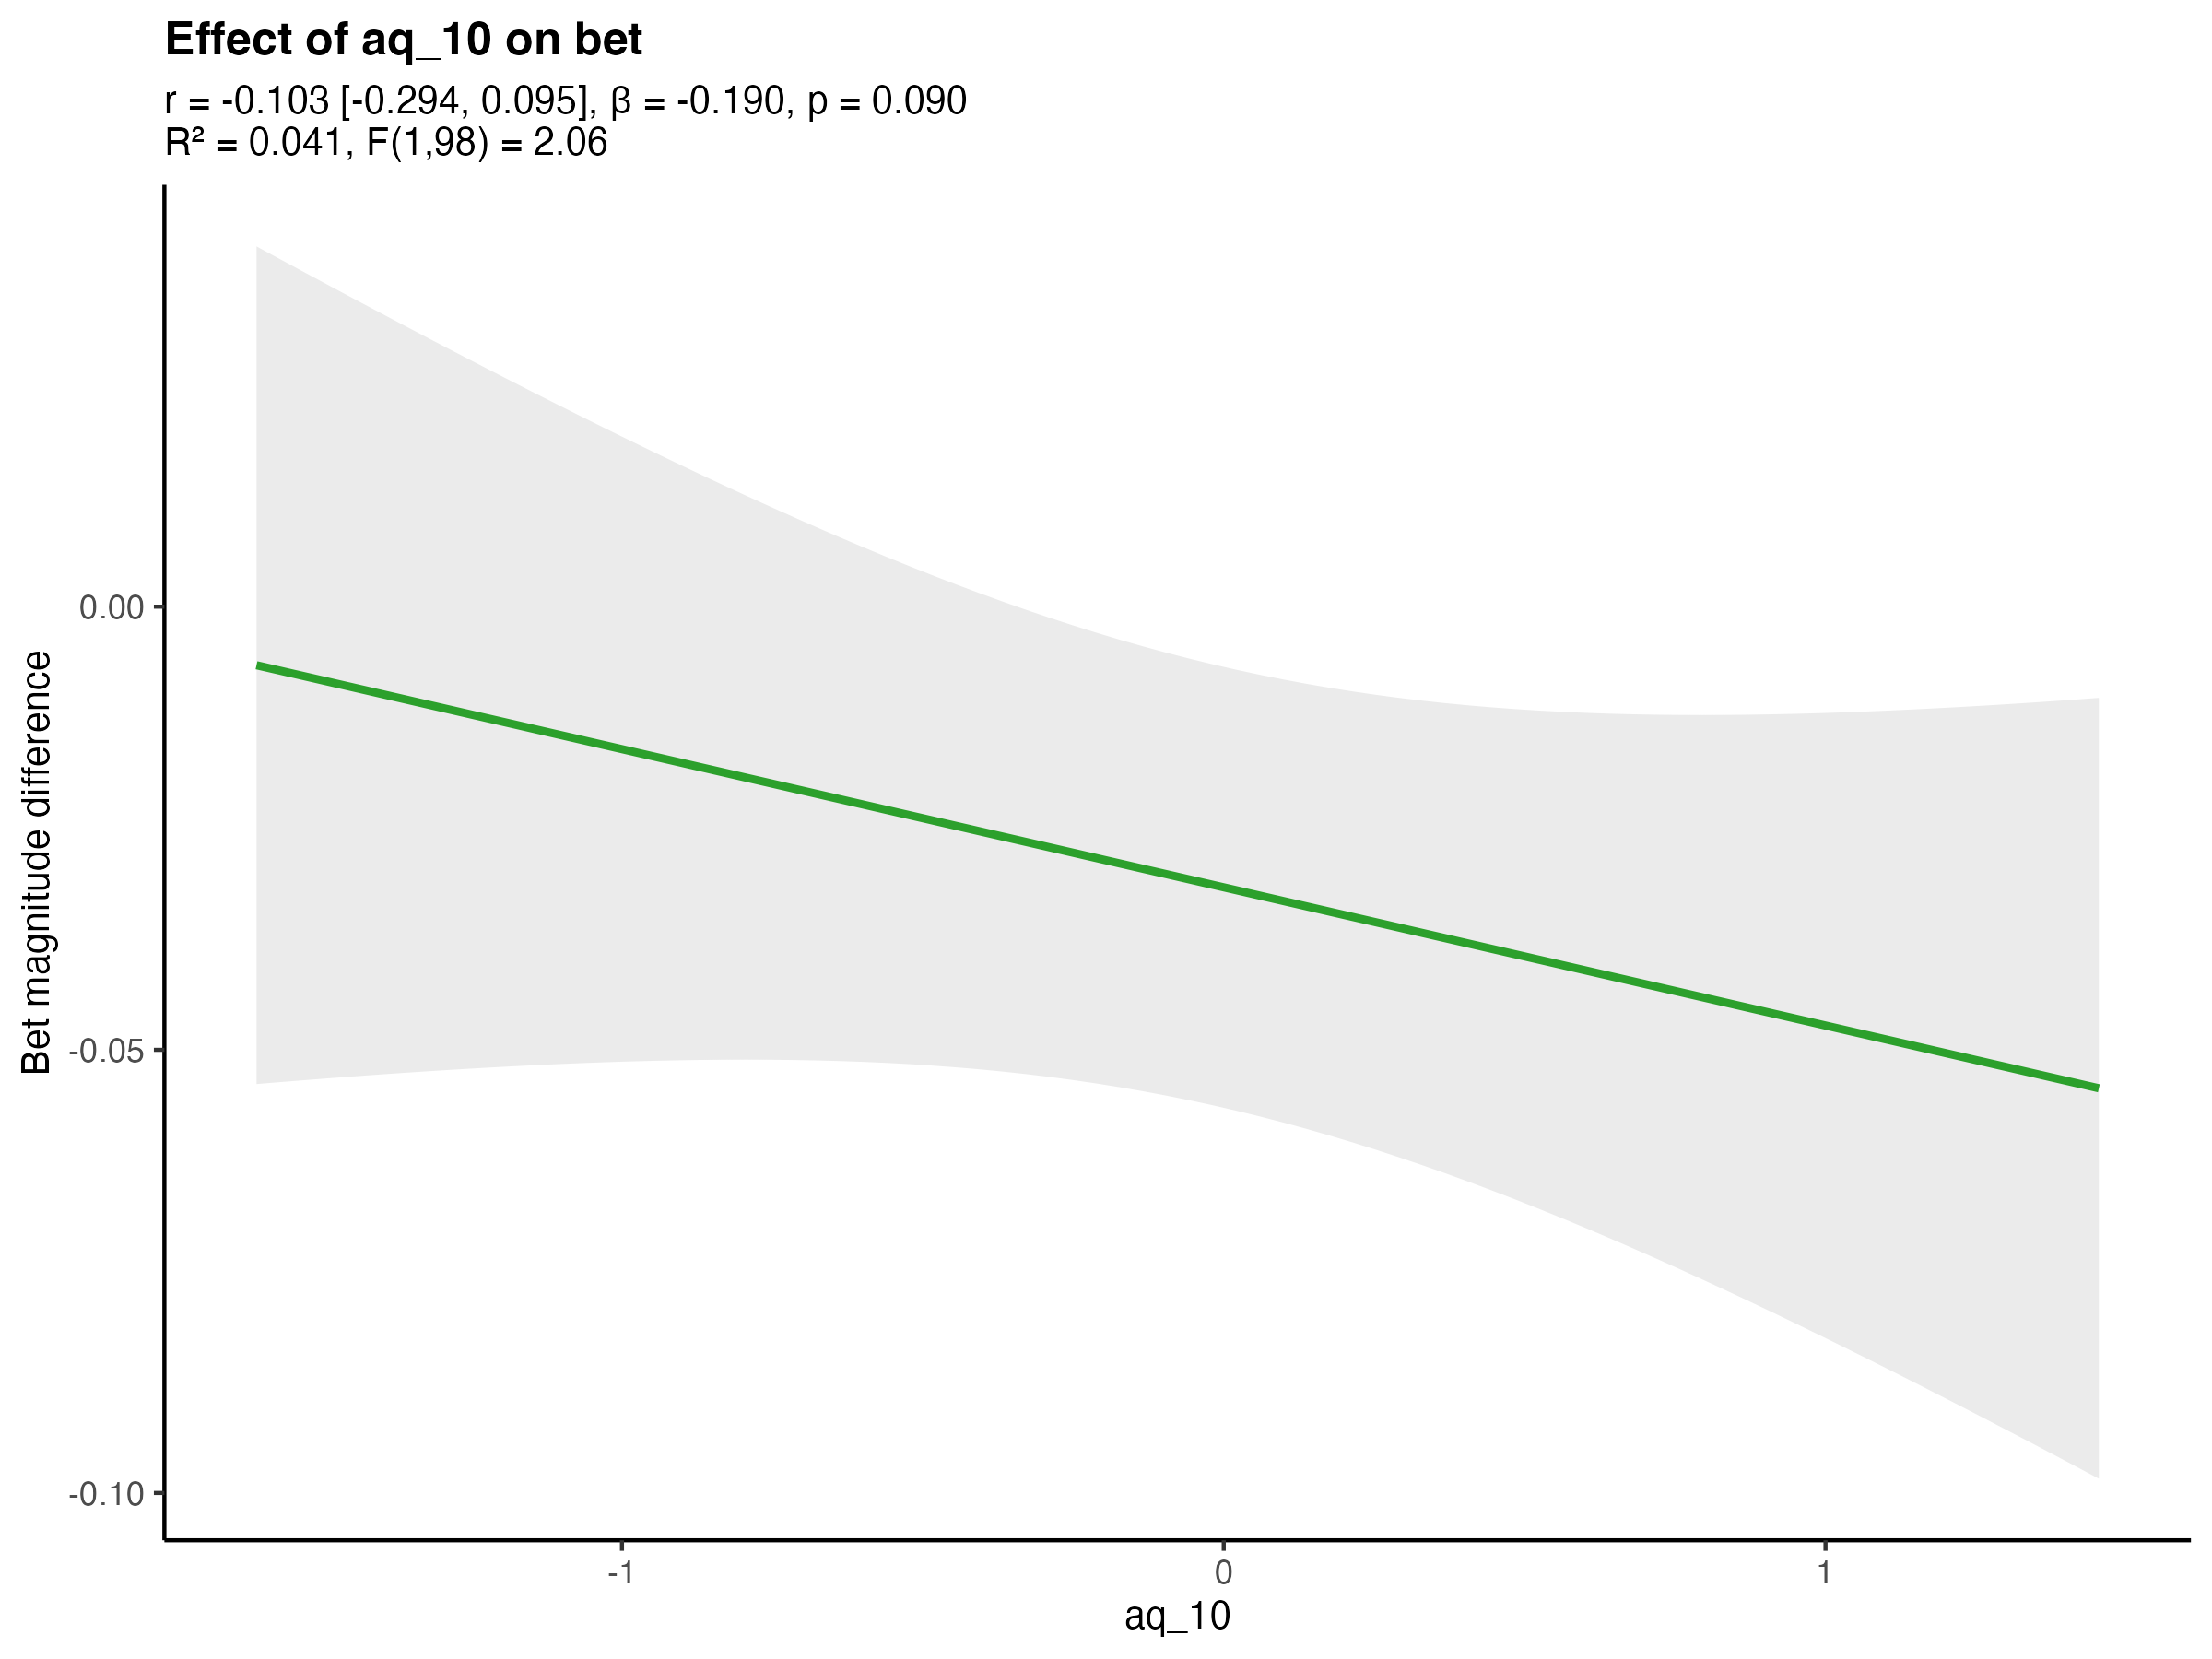 Effect of aq_10 on bet
r = -0.103 [-0.294, 0.095], β = -0.190, p = 0.090
R² = 0.041, F(1,98) = 2.06
Bet magnitude difference
0.00
-0.05
-0.10
-1
0
1
aq_10